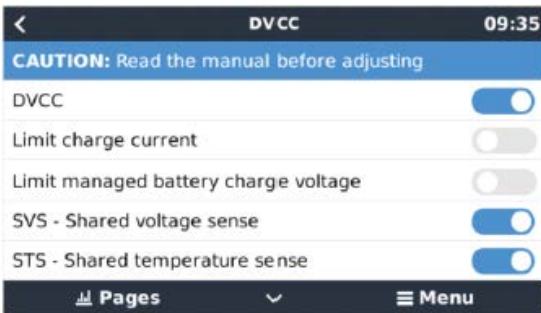 DVCC 09:35
CAUTION: Read the manual before adjusting
DVCC
Limit charge current
Limit managed battery charge voltage
SVS - Shared voltage sense
STS - Shared temperature sense
Pages Menu